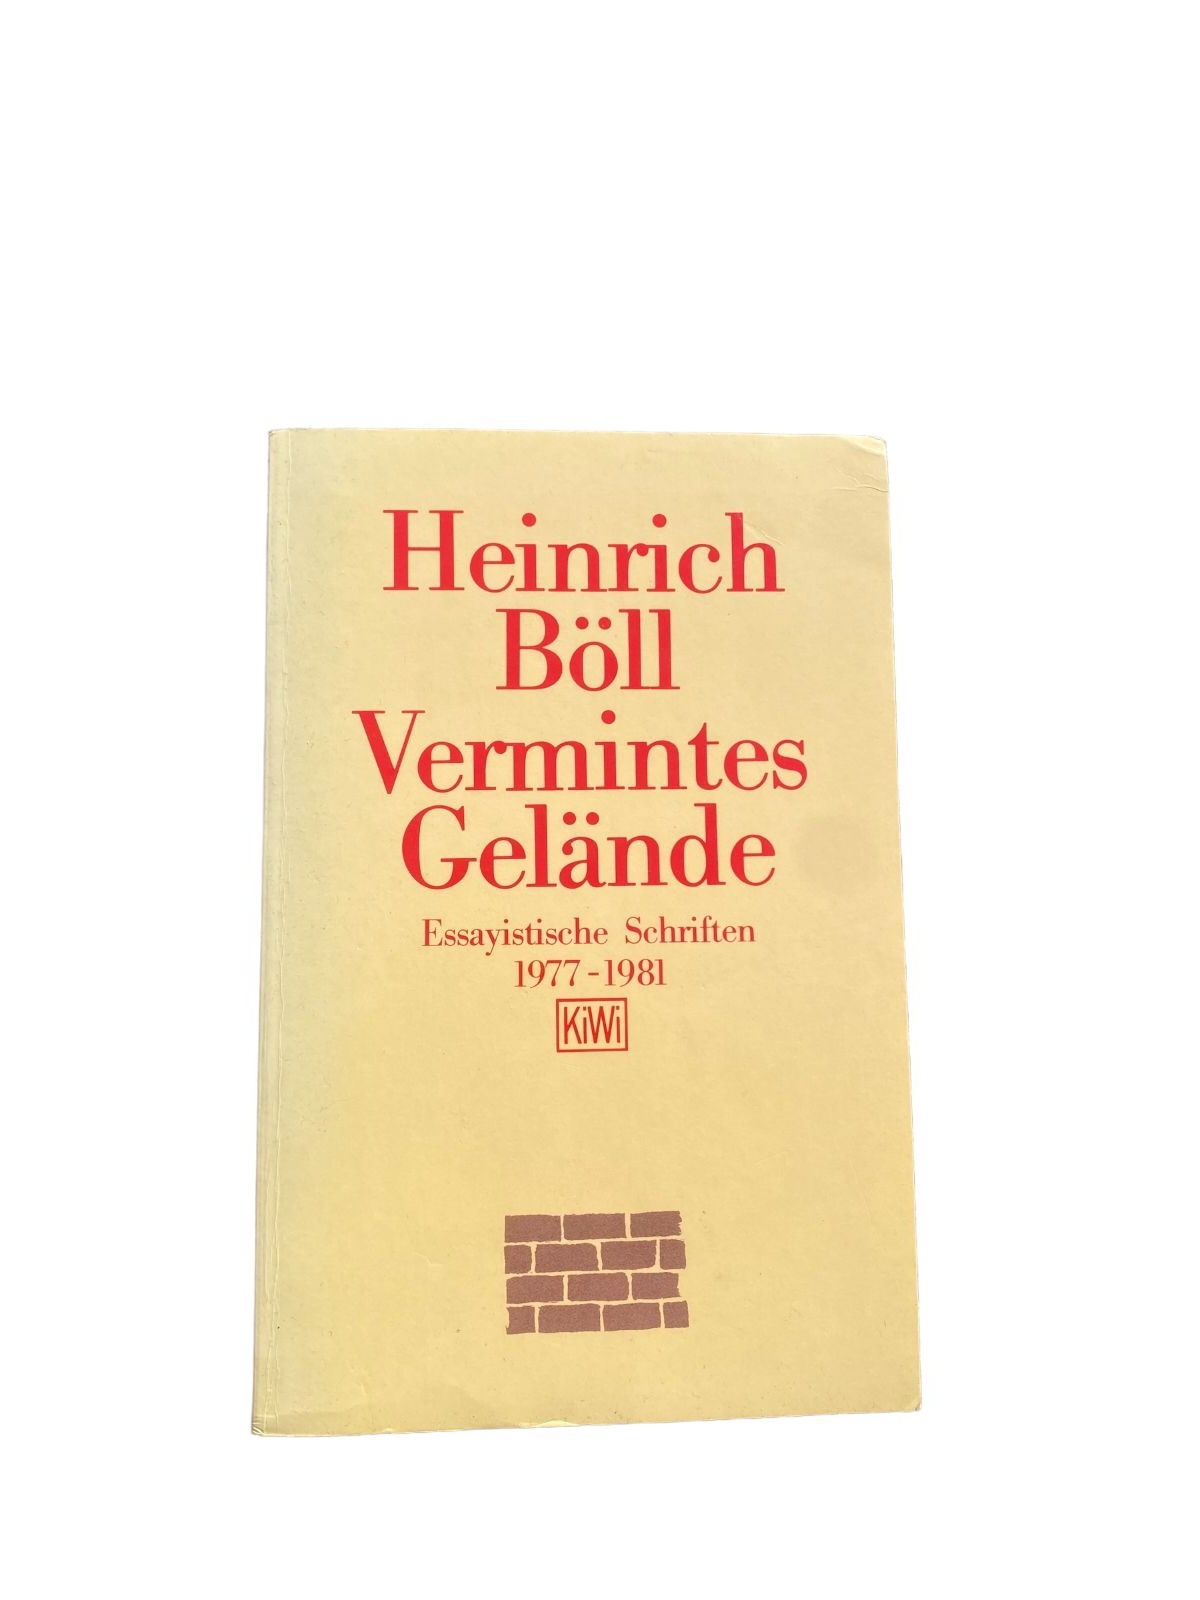 Heinrich
Böll
Vermintes
Gelände
Essayistische Schriften
1977-1981
KiWi